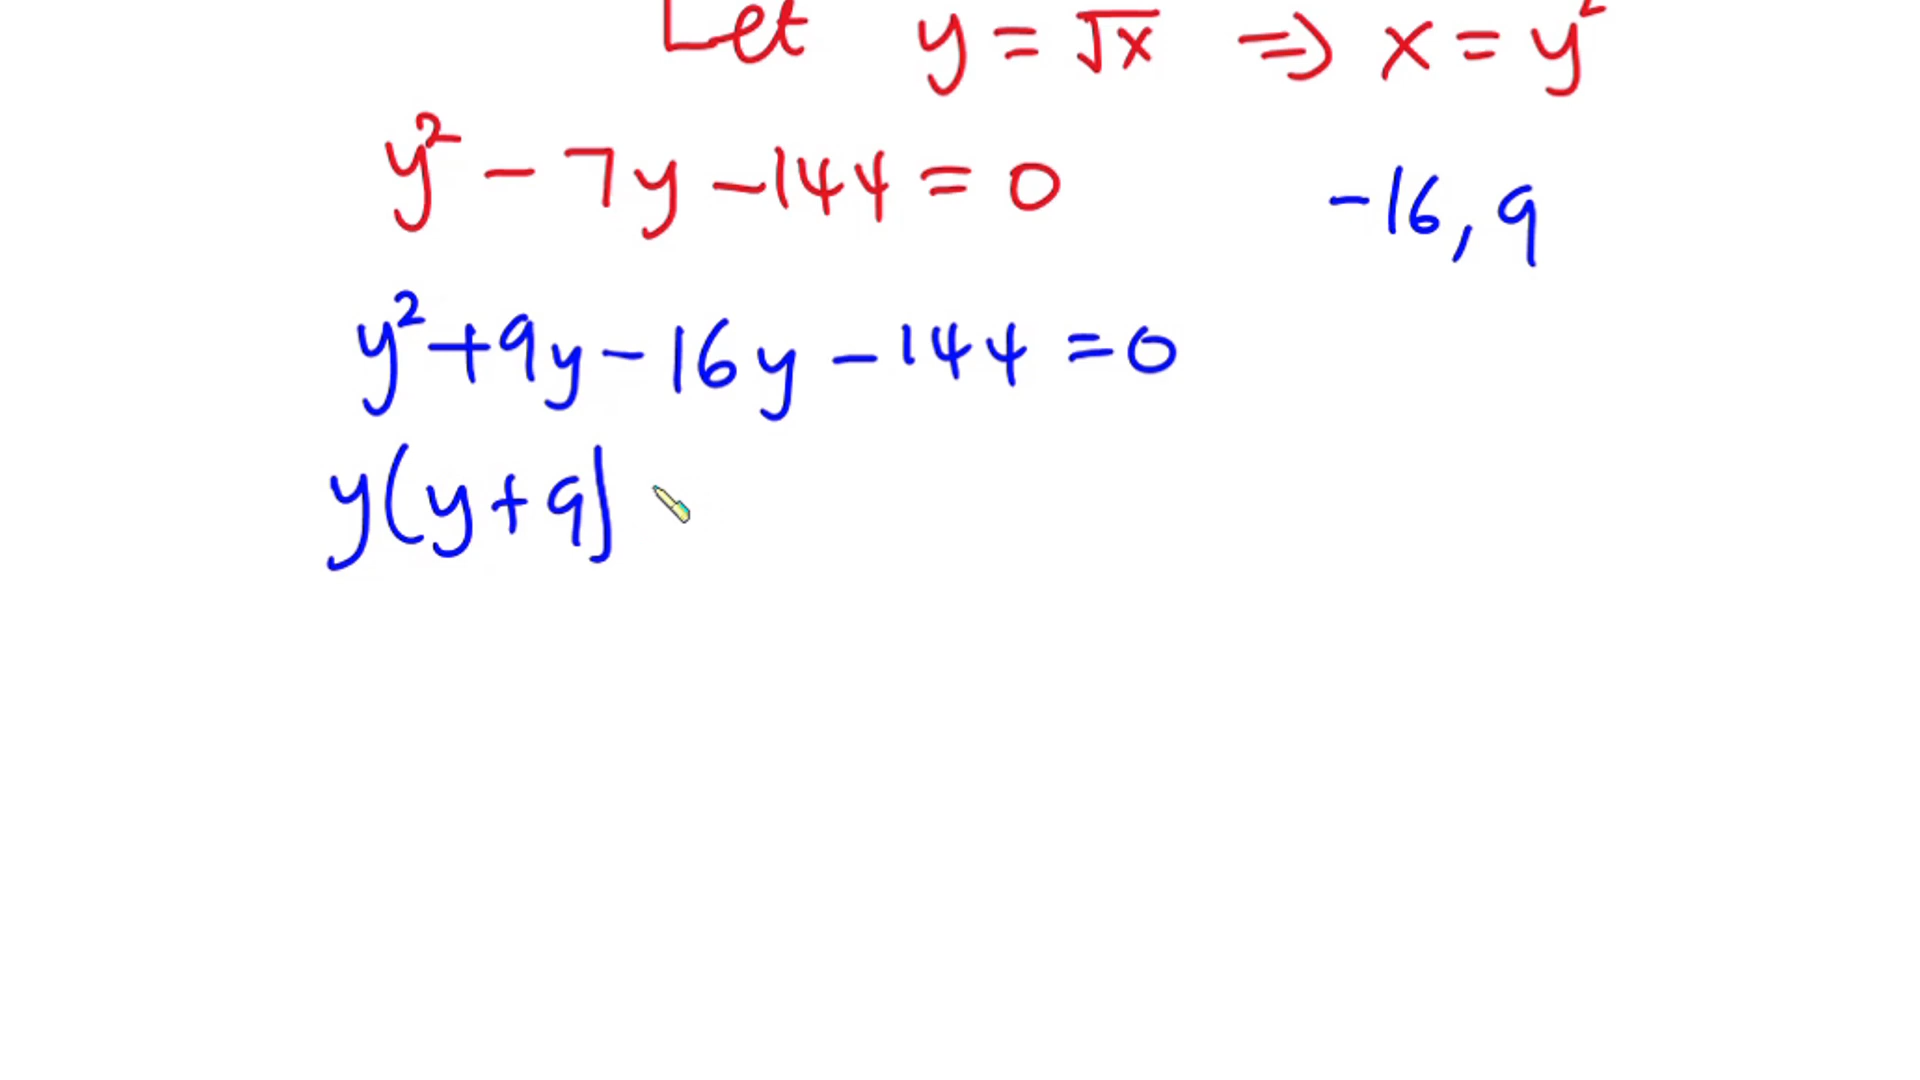 Let y = √x ⇒ x = y²
y² − 7y − 144 = 0
−16, 9
y² + 9y − 16y − 144 = 0
y(y + 9)